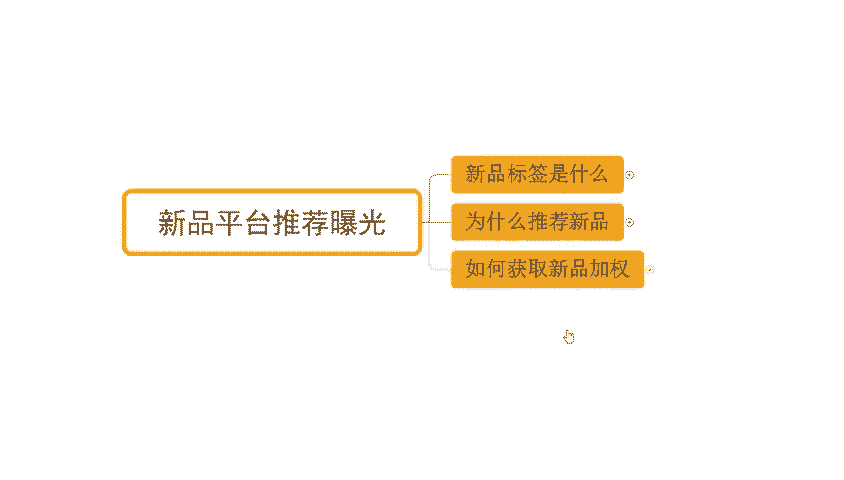 新品平台推荐曝光
新品标签是什么
为什么推荐新品
如何获取新品加权